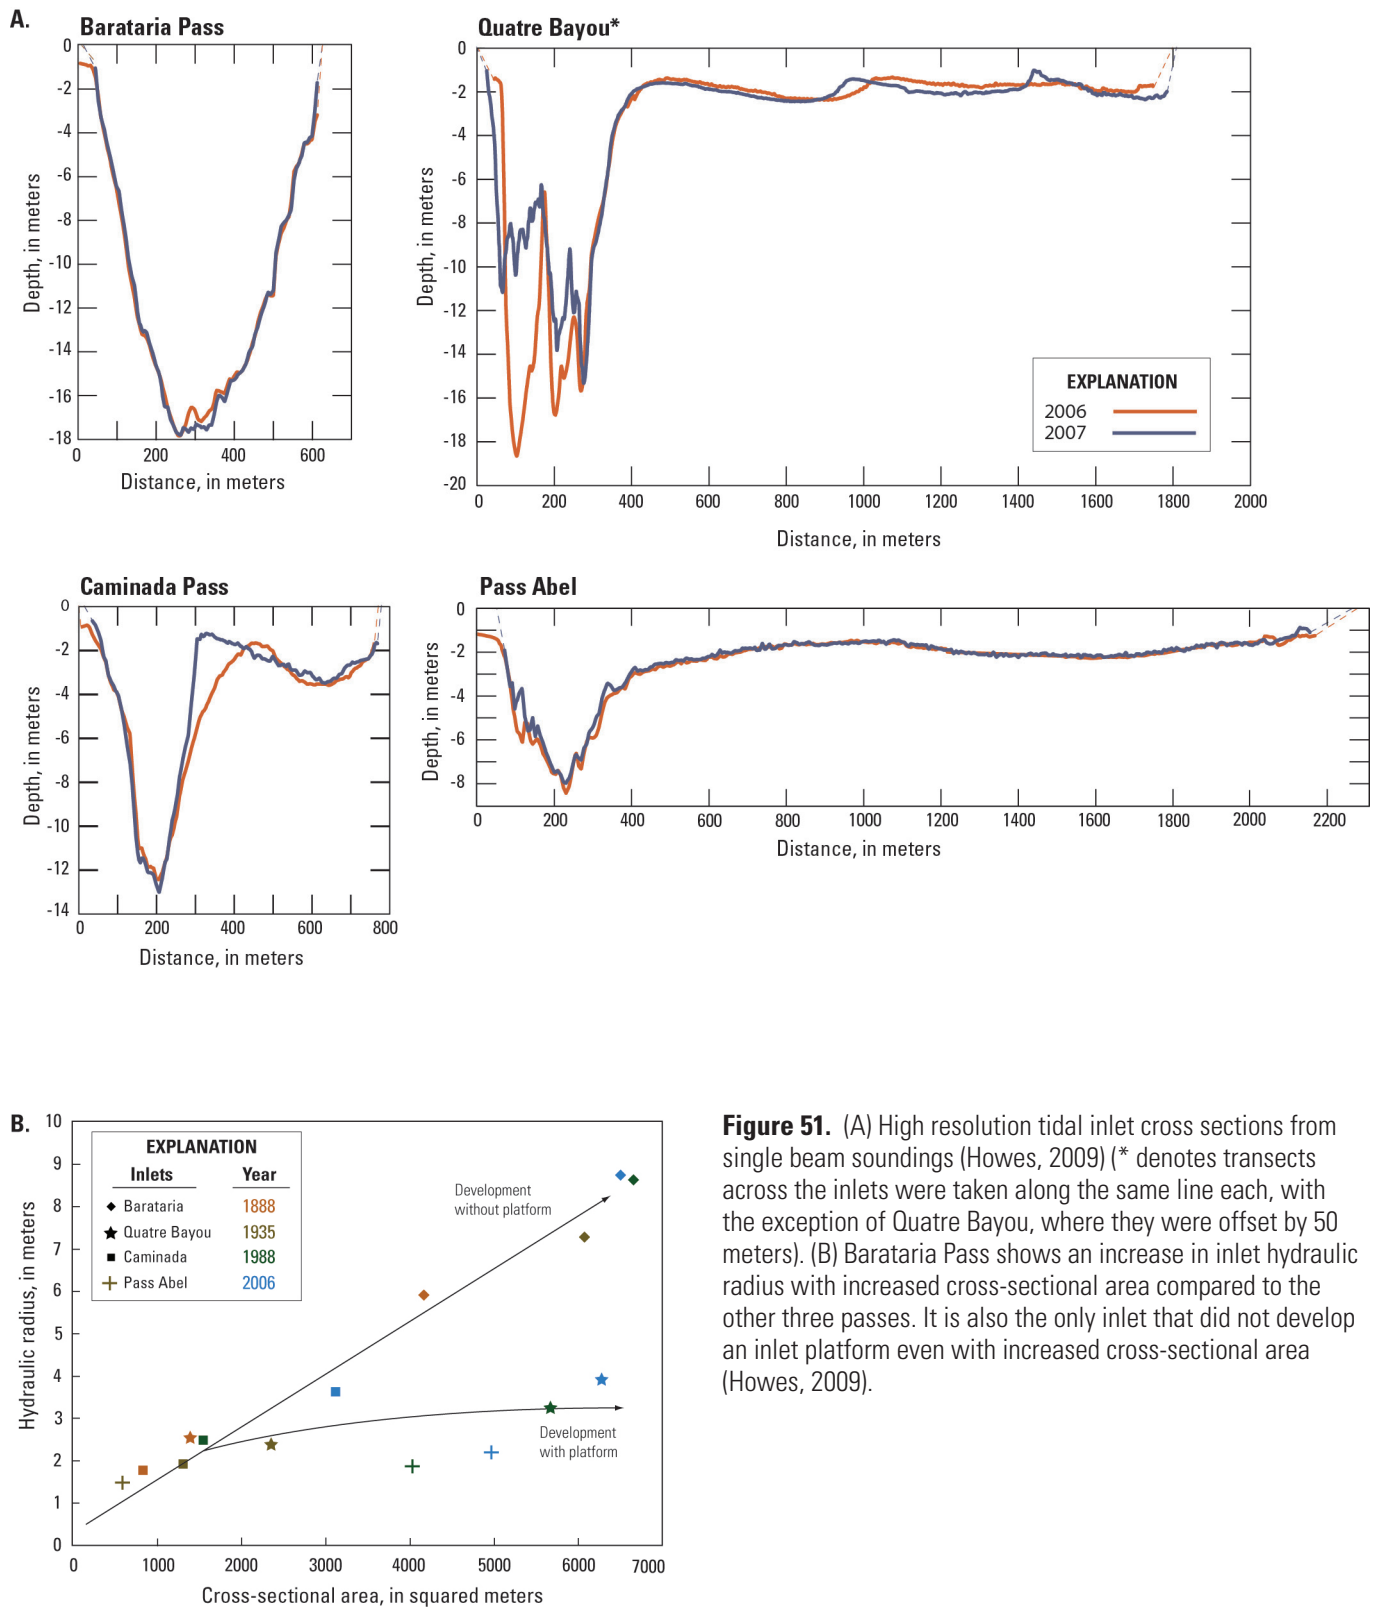 A.
Barataria Pass
0
-2
-4
-6
-8
-10
-12
-14
-16
-18
Depth, in meters
0 200 400 600
Distance, in meters
Quatre Bayou*
0
-2
-4
-6
-8
-10
-12
-14
-16
-18
-20
Depth, in meters
0 200 400 600 800 1000 1200 1400 1600 1800 2000
Distance, in meters
EXPLANATION
2006
2007
Caminada Pass
0
-2
-4
-6
-8
-10
-12
-14
Depth, in meters
0 200 400 600 800
Distance, in meters
Pass Abel
0
-2
-4
-6
-8
Depth, in meters
0 200 400 600 800 1000 1200 1400 1600 1800 2000 2200
Distance, in meters
B.
10
9
8
7
6
5
4
3
2
1
0
Hydraulic radius, in meters
EXPLANATION
Inlets Year
Barataria 1888
Quatre Bayou 1935
Caminada 1988
Pass Abel 2006
Development
without platform
Development
with platform
0 1000 2000 3000 4000 5000 6000 7000
Cross-sectional area, in squared meters
Figure 51. (A) High resolution tidal inlet cross sections from
single beam soundings (Howes, 2009) (* denotes transects
across the inlets were taken along the same line each, with
the exception of Quatre Bayou, where they were offset by 50
meters). (B) Barataria Pass shows an increase in inlet hydraulic
radius with increased cross-sectional area compared to the
other three passes. It is also the only inlet that did not develop
an inlet platform even with increased cross-sectional area
(Howes, 2009).